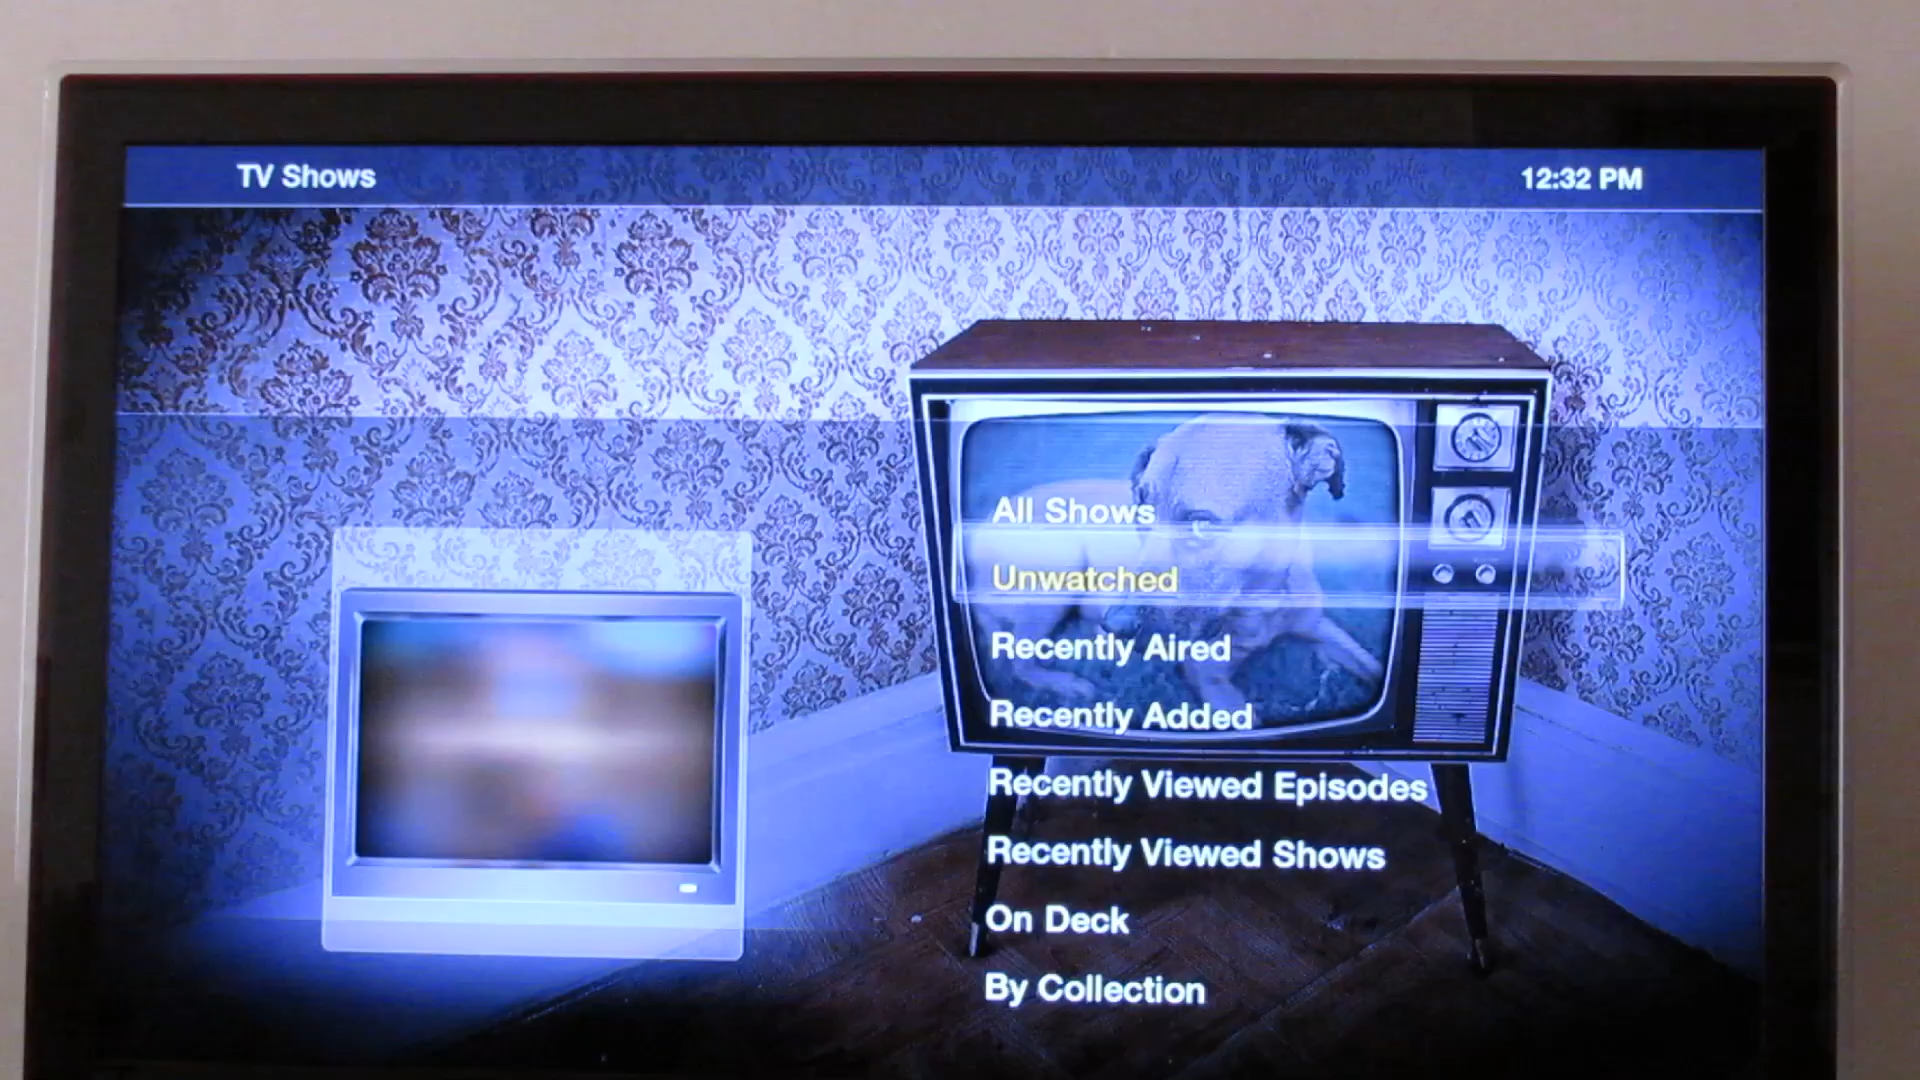 TV Shows
12:32 PM
All Shows
Unwatched
Recently Aired
Recently Added
Recently Viewed Episodes
Recently Viewed Shows
On Deck
By Collection